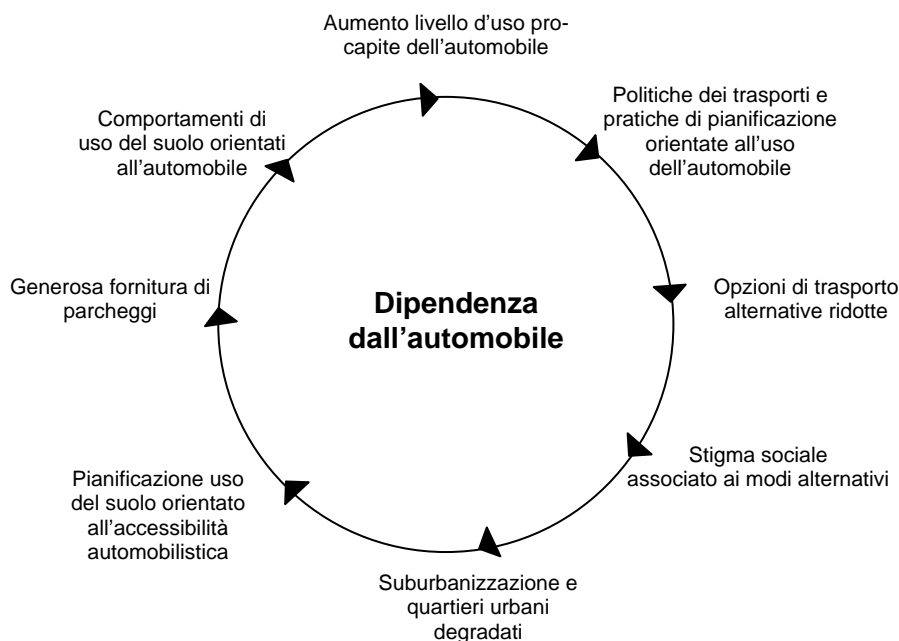 Aumento livello d'uso pro-
capite dell'automobile
Politiche dei trasporti e
pratiche di pianificazione
orientate all'uso
dell'automobile
Opzioni di trasporto
alternative ridotte
Stigma sociale
associato ai modi alternativi
Suburbanizzazione e
quartieri urbani
degradati
Pianificazione uso
del suolo orientato
all'accessibilità
automobilistica
Generosa fornitura di
parcheggi
Comportamenti di
uso del suolo orientati
all'automobile
Dipendenza
dall'automobile